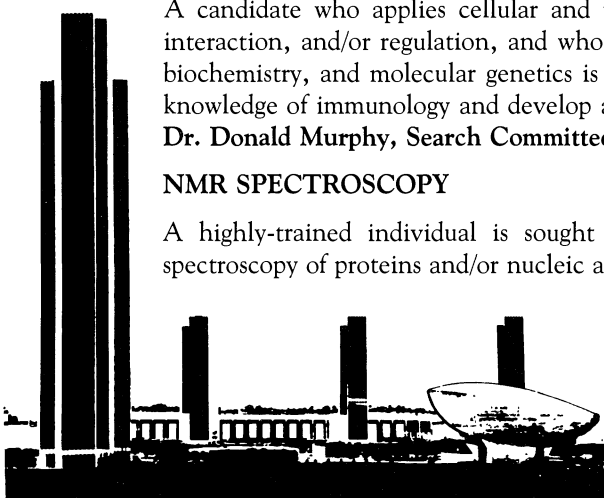 A candidate who applies cellular and
interaction, and/or regulation, and who
biochemistry, and molecular genetics is
knowledge of immunology and develop a
Dr. Donald Murphy, Search Committee
NMR SPECTROSCOPY
A highly-trained individual is sought
spectroscopy of proteins and/or nucleic a